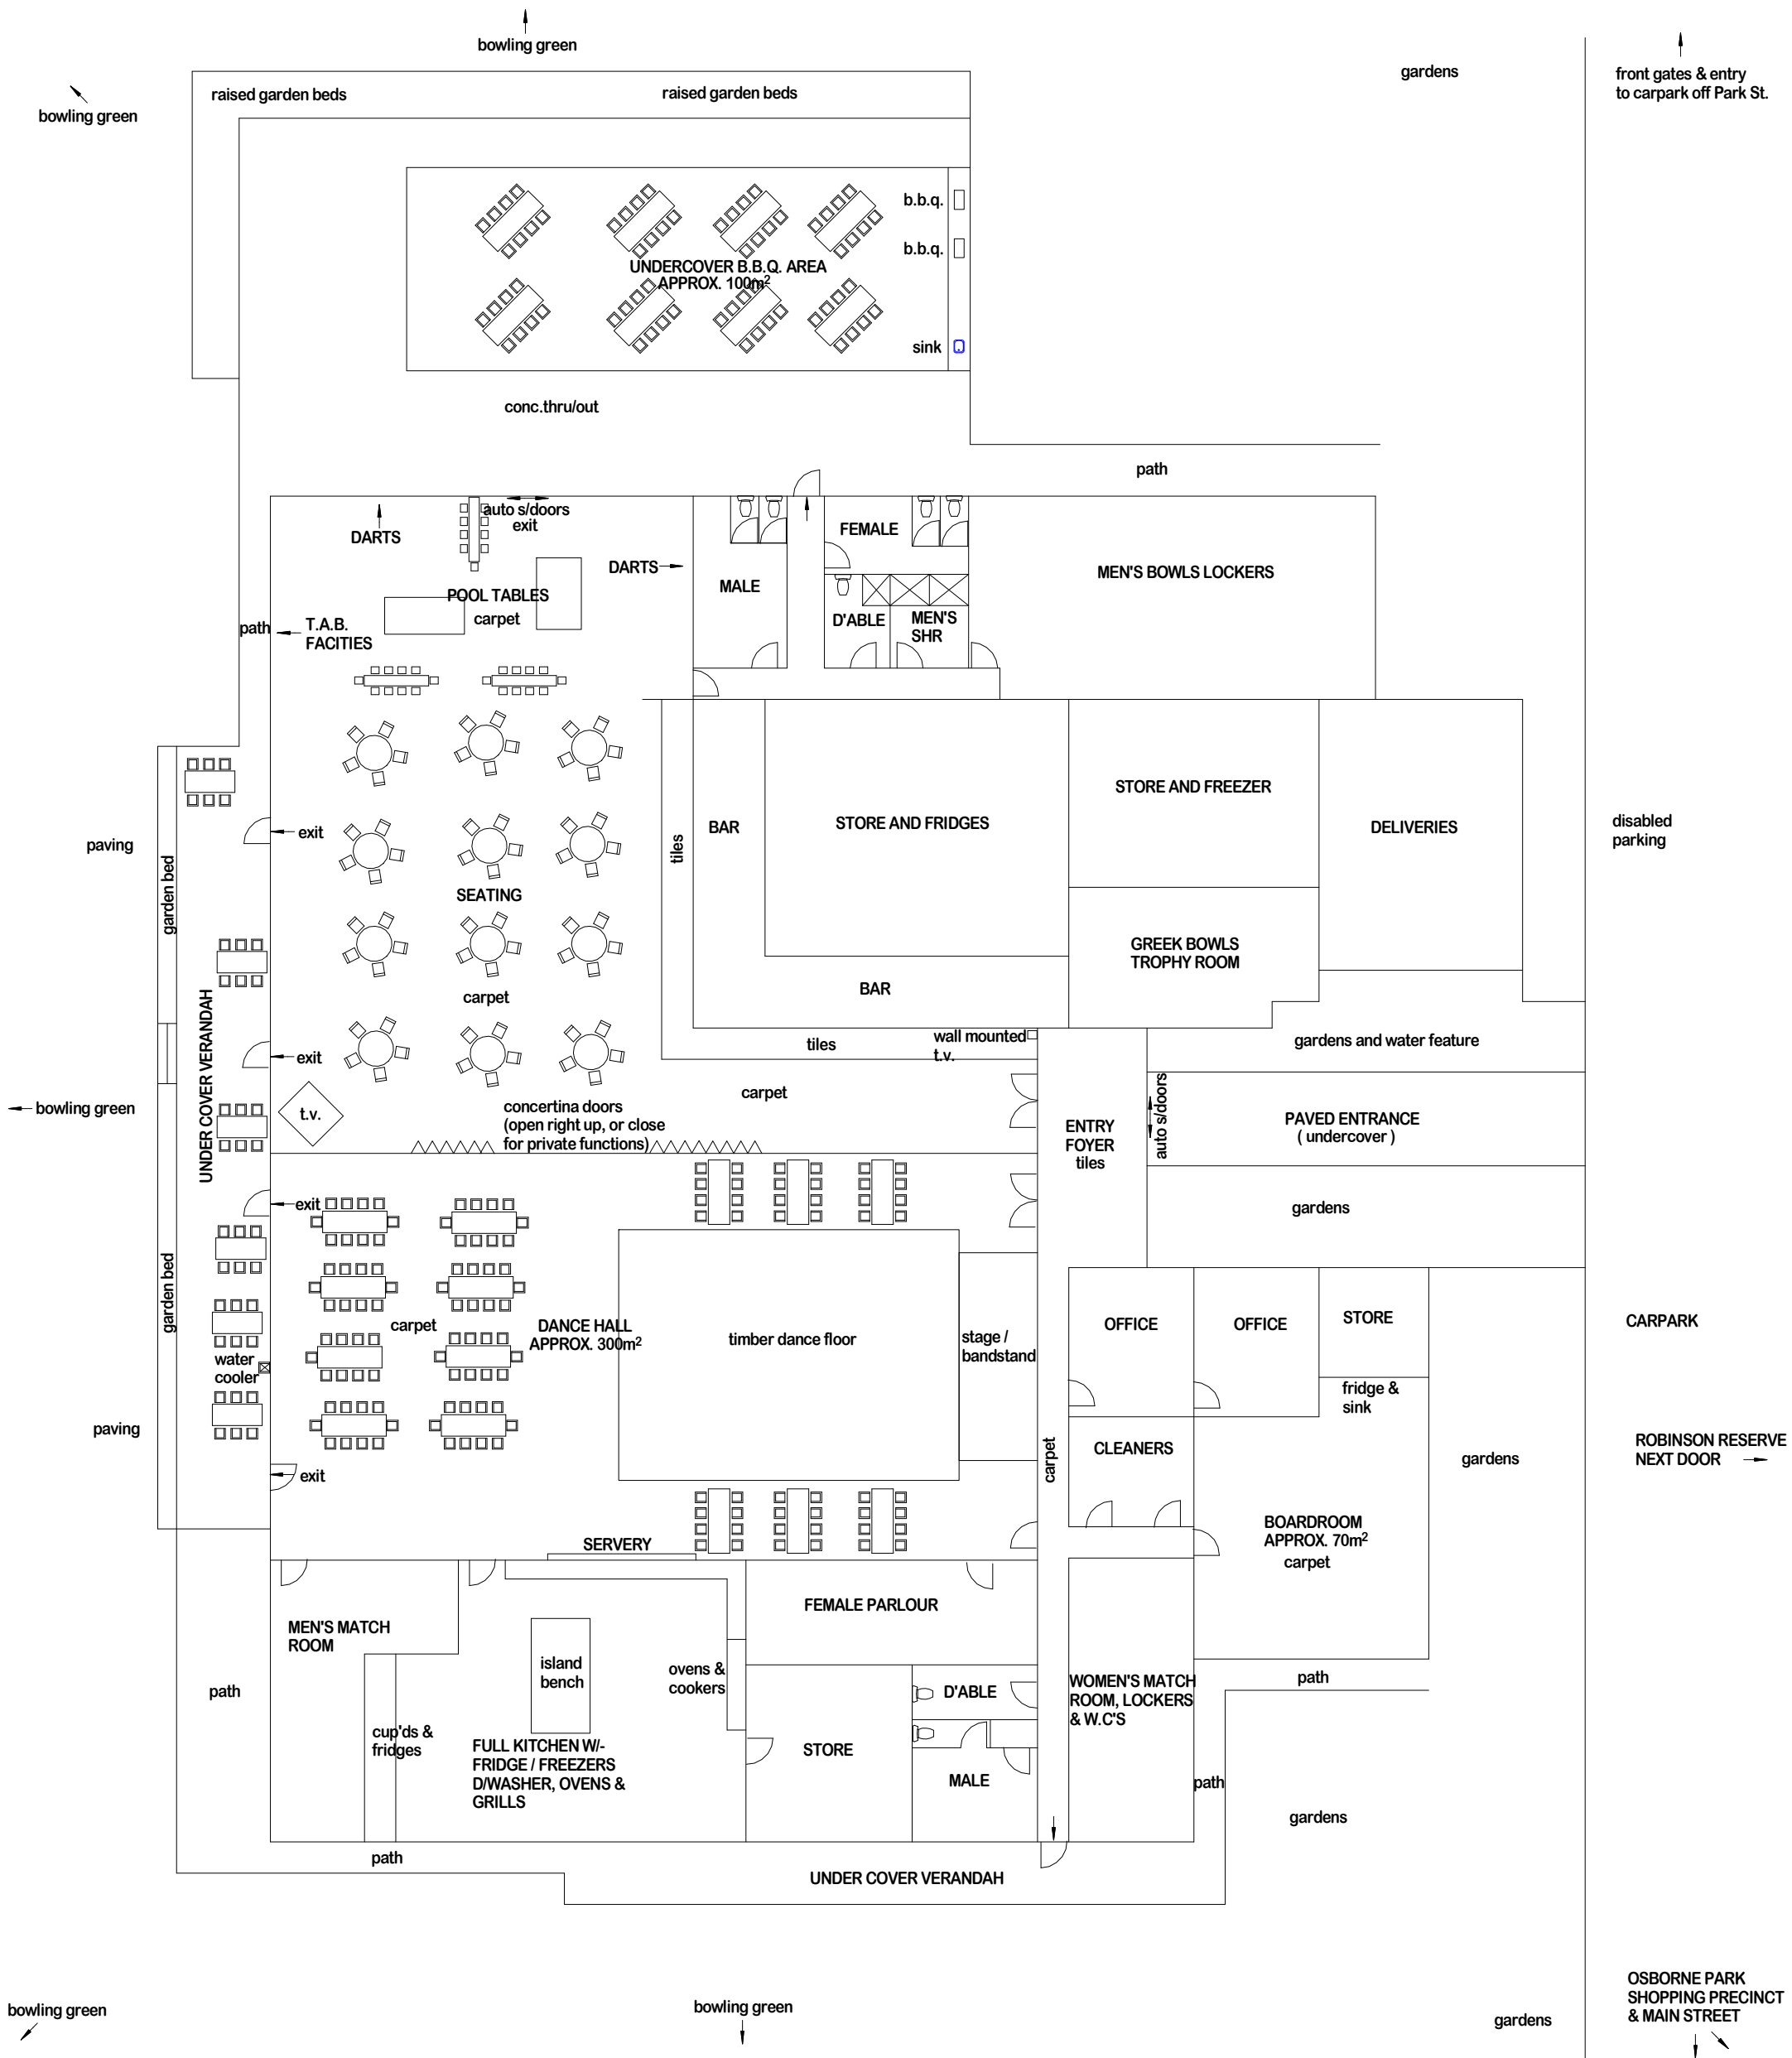 bowling green
bowling green
raised garden beds
raised garden beds
gardens
front gates & entry
to carpark off Park St.
b.b.q.
b.b.q.
UNDERCOVER B.B.Q. AREA
APPROX. 100m²
sink
conc.thru/out
path
auto s/doors
exit
DARTS
DARTS
POOL TABLES
carpet
path
T.A.B.
FACITIES
MALE
FEMALE
D'ABLE
MEN'S
SHR
MEN'S BOWLS LOCKERS
paving
garden bed
exit
SEATING
carpet
tiles
BAR
STORE AND FRIDGES
STORE AND FREEZER
DELIVERIES
disabled
parking
GREEK BOWLS
TROPHY ROOM
BAR
UNDER COVER VERANDAH
exit
tiles
wall mounted
t.v.
gardens and water feature
bowling green
t.v.
concertina doors
(open right up, or close
for private functions)
carpet
ENTRY
FOYER
tiles
auto s/doors
PAVED ENTRANCE
( undercover )
exit
gardens
garden bed
carpet
DANCE HALL
APPROX. 300m²
timber dance floor
stage /
bandstand
OFFICE
OFFICE
STORE
CARPARK
water
cooler
fridge &
sink
paving
exit
carpet
CLEANERS
gardens
ROBINSON RESERVE
NEXT DOOR
SERVERY
BOARDROOM
APPROX. 70m²
carpet
MEN'S MATCH
ROOM
FEMALE PARLOUR
island
bench
ovens &
cookers
path
D'ABLE
WOMEN'S MATCH
ROOM, LOCKERS
& W.C'S
path
cup'ds &
fridges
FULL KITCHEN W/-
FRIDGE / FREEZERS
D/WASHER, OVENS &
GRILLS
STORE
MALE
path
gardens
path
UNDER COVER VERANDAH
bowling green
bowling green
gardens
OSBORNE PARK
SHOPPING PRECINCT
& MAIN STREET